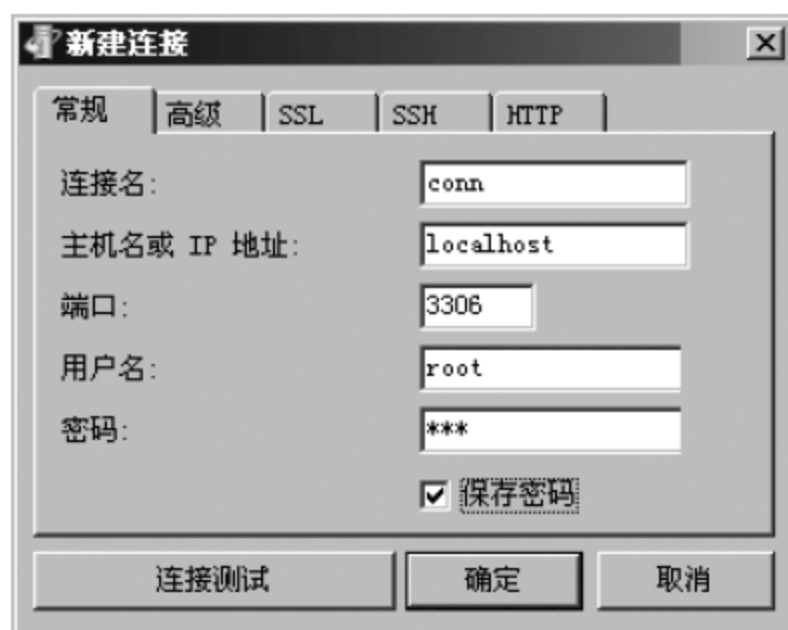 新建连接
常规 高级 SSL SSH HTTP
连接名: conn
主机名或 IP 地址: localhost
端口: 3306
用户名: root
密码: ***
保存密码
连接测试 确定 取消